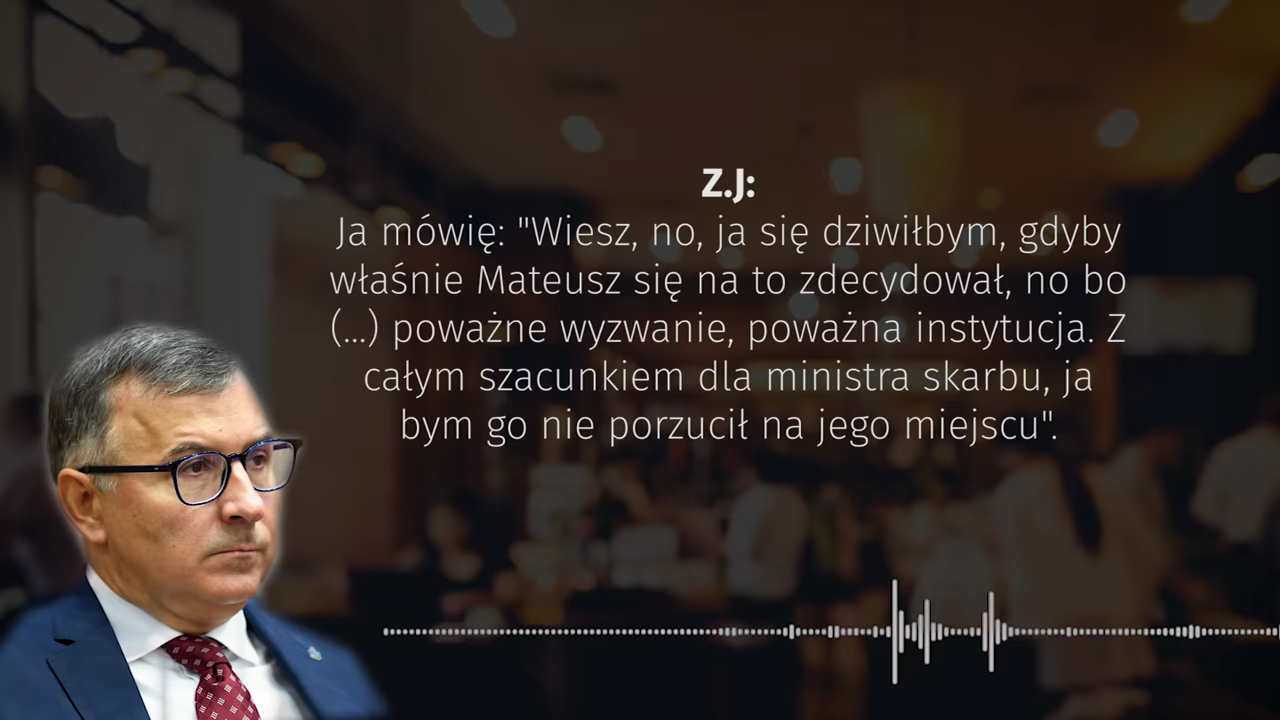 Z.J:
Ja mówię: "Wiesz, no, ja się dziwiłbym, gdyby
właśnie Mateusz się na to zdecydował, no bo
(...) poważne wyzwanie, poważna instytucja. Z
całym szacunkiem dla ministra skarbu, ja
bym go nie porzucił na jego miejscu".